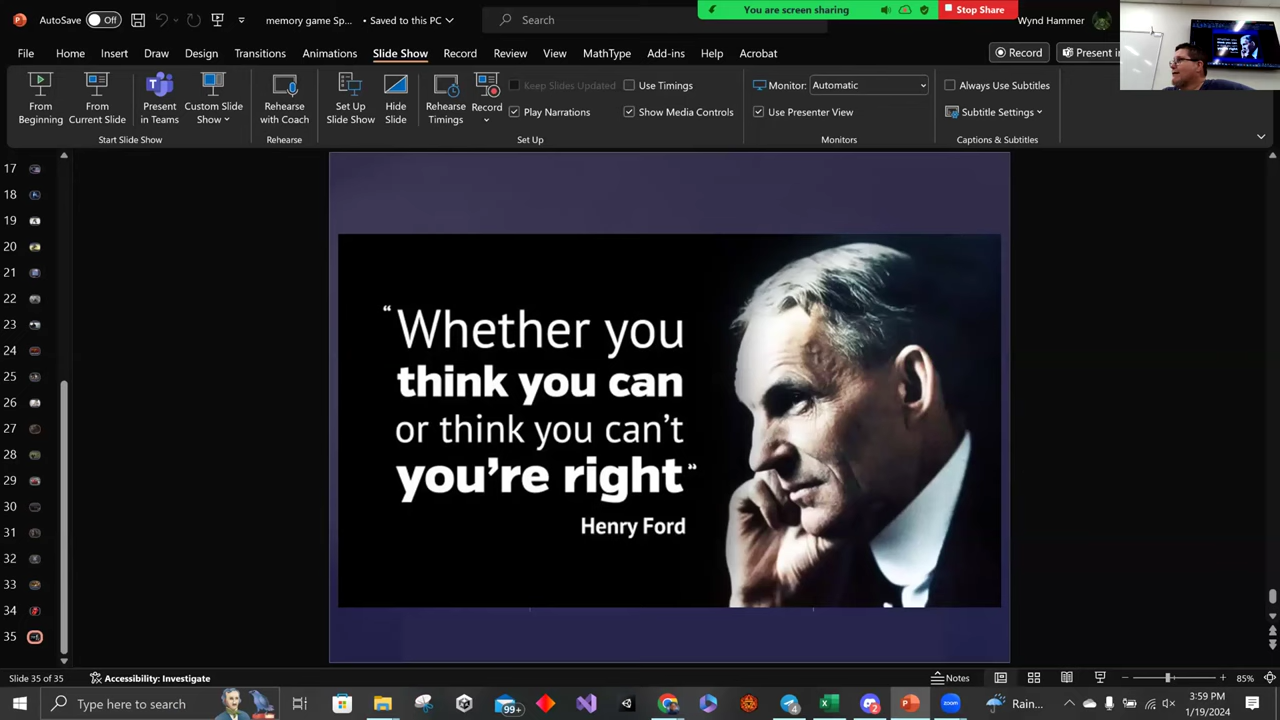 AutoSave Off memory game Sp... • Saved to this PC Search You are screen sharing Stop Share Wynd Hammer
File Home Insert Draw Design Transitions Animations Slide Show Record Review View MathType Add-ins Help Acrobat Record Present in
From Beginning
From Current Slide
Present in Teams
Custom Slide Show
Rehearse with Coach
Set Up Slide Show
Hide Slide
Rehearse Timings
Record
Keep Slides Updated
Play Narrations
Use Timings
Show Media Controls
Monitor: Automatic
Use Presenter View
Always Use Subtitles
Subtitle Settings
Start Slide Show Rehearse Set Up Monitors Captions & Subtitles
17
18
19
20
21
22
23
24
25
26
27
28
29
30
31
32
33
34
35
“Whether you
think you can
or think you can’t
you’re right”
Henry Ford
Slide 35 of 35 Accessibility: Investigate Notes 85%
Type here to search 99+ Rain... 3:59 PM
1/19/2024